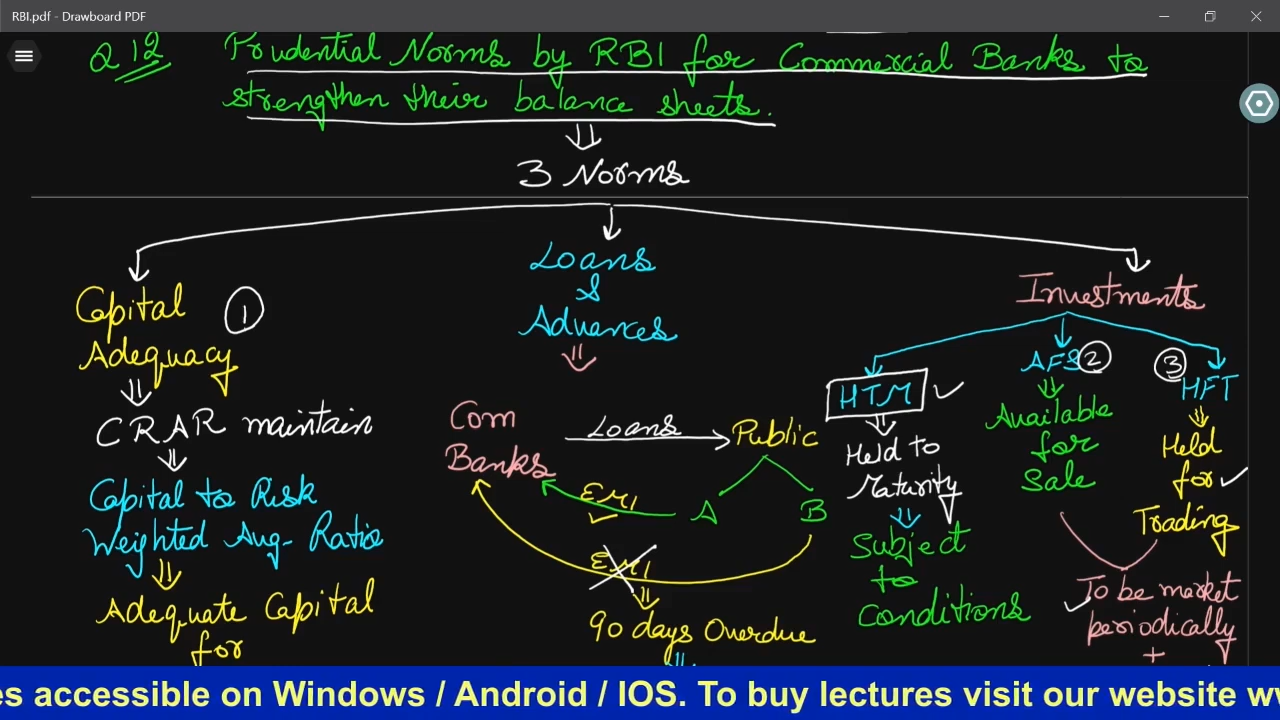 RBI.pdf - Drawboard PDF
Q 12 Prudential Norms by RBI for Commercial Banks to
strengthen their balance sheets.
3 Norms
Capital
Adequacy
1
CRAR maintain
Capital to Risk
Weighted Avg- Ratio
Adequate Capital
for
Loans
&
Advances
Com
Banks
Loans
Public
EMI
A
B
EMI
90 days Overdue
Investments
HTM
Held to
Maturity
Subject
to
Conditions
AFS 2
Available
for
Sale
3
HFT
Held
for
Trading
To be market
periodically
+
es accessible on Windows / Android / IOS. To buy lectures visit our website w